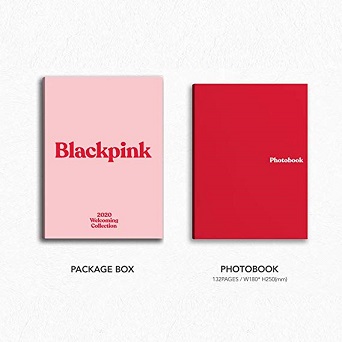 Blackpink
2020
Welcoming
Collection
Photobook
PACKAGE BOX
PHOTOBOOK
132PAGES / W180* H250(mm)